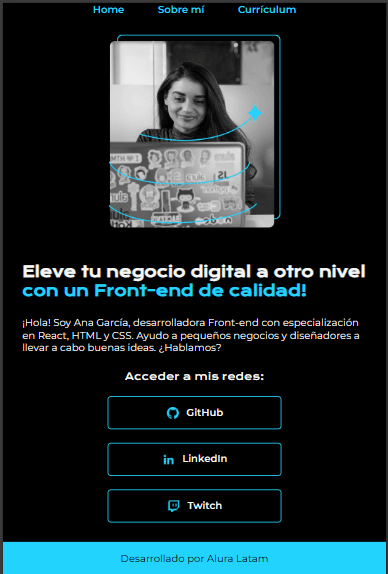 Home Sobre mí Currículum
Eleve tu negocio digital a otro nivel
con un Front-end de calidad!
¡Hola! Soy Ana García, desarrolladora Front-end con especialización
en React, HTML y CSS. Ayudo a pequeños negocios y diseñadores a
llevar a cabo buenas ideas. ¿Hablamos?
Acceder a mis redes:
GitHub
LinkedIn
Twitch
Desarrollado por Alura Latam